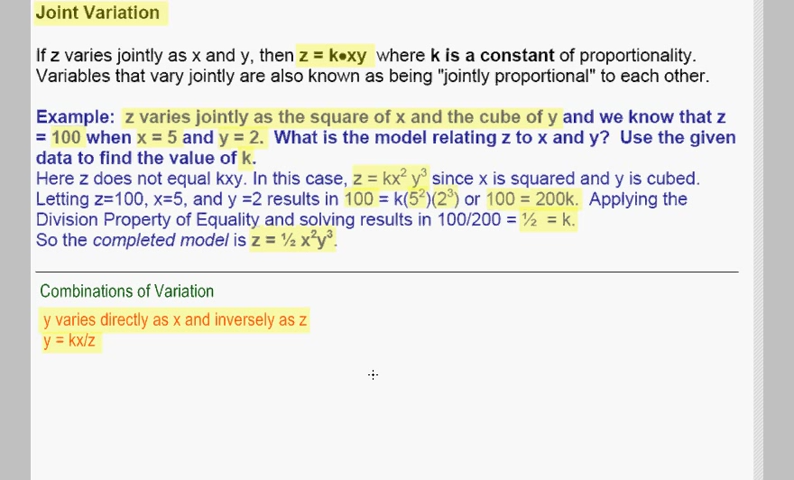 Joint Variation
If z varies jointly as x and y, then z = k•xy where k is a constant of proportionality.
Variables that vary jointly are also known as being "jointly proportional" to each other.
Example: z varies jointly as the square of x and the cube of y and we know that z
= 100 when x = 5 and y = 2. What is the model relating z to x and y? Use the given
data to find the value of k.
Here z does not equal kxy. In this case, z = kx² y³ since x is squared and y is cubed.
Letting z=100, x=5, and y =2 results in 100 = k(5²)(2³) or 100 = 200k. Applying the
Division Property of Equality and solving results in 100/200 = ½ = k.
So the completed model is z = ½ x²y³.
Combinations of Variation
y varies directly as x and inversely as z
y = kx/z